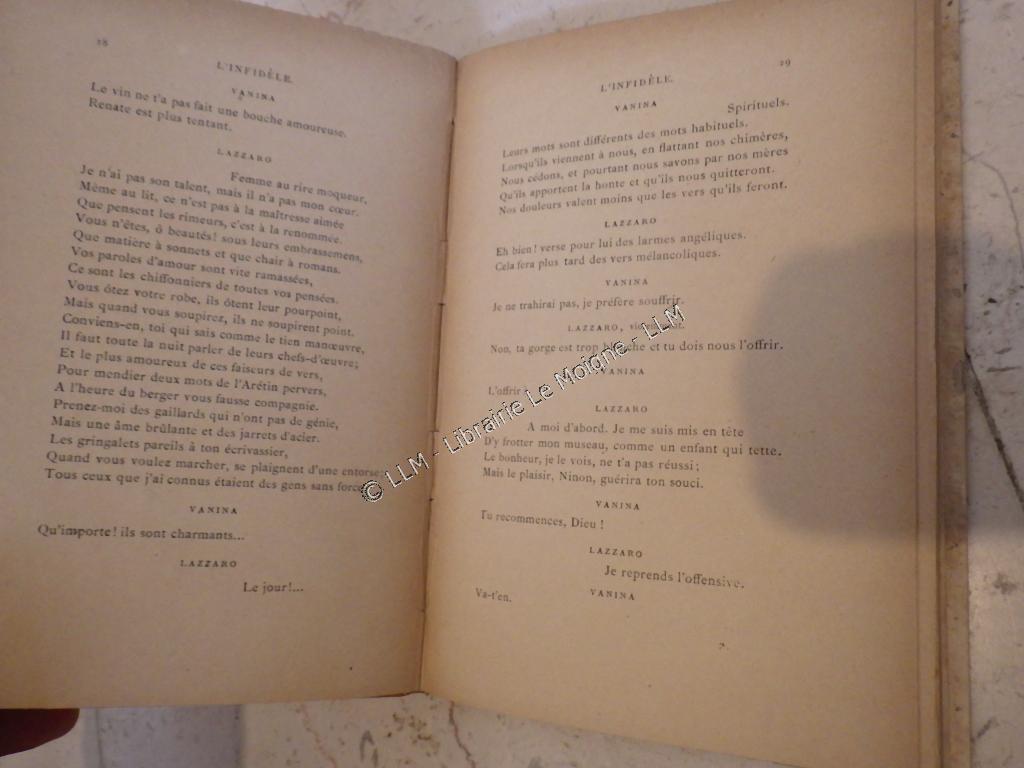 18
L'INFIDÈLE.
VANINA
Le vin ne t'a pas fait une bouche amoureuse.
Renate est plus tentant.
LAZZARO
Femme au rire moqueur,
Je n'ai pas son talent, mais il n'a pas mon cœur.
Même au lit, ce n'est pas à la maîtresse aimée
Que pensent les rimeurs, c'est à la renommée.
Vous n'êtes, ô beautés! sous leurs embrassemens,
Que matière à sonnets et que chair à romans.
Vos paroles d'amour sont vite ramassées,
Ce sont les chiffonniers de toutes vos pensées.
Vous ôtez votre robe, ils ôtent leur pourpoint,
Mais quand vous soupirez, ils ne soupirent point.
Conviens-en, toi qui sais comme le tien manœuvre,
Il faut toute la nuit parler de leurs chefs-d'œuvre;
Et le plus amoureux de ces faiseurs de vers,
Pour mendier deux mots de l'Arétin pervers,
A l'heure du berger vous fausse compagnie.
Prenez-moi des gaillards qui n'ont pas de génie,
Mais une âme brûlante et des jarrets d'acier.
Les gringalets pareils à ton écrivassier,
Quand vous voulez marcher, se plaignent d'une entorse;
Tous ceux que j'ai connus étaient des gens sans force
VANINA
Qu'importe! ils sont charmants...
LAZZARO
Le jour!...
29
L'INFIDÈLE.
VANINA
Spirituels.
Leurs mots sont différents des mots habituels.
Lorsqu'ils viennent à nous, en flattant nos chimères,
Nous cédons, et pourtant nous savons par nos mères
Qu'ils apportent la honte et qu'ils nous quitteront.
Nos douleurs valent moins que les vers qu'ils feront.
LAZZARO
Eh bien! verse pour lui des larmes angéliques.
Cela fera plus tard des vers mélancoliques.
VANINA
Je ne trahirai pas, je préfère souffrir.
LAZZARO,
Non, ta gorge est trop blanche et tu dois nous l'offrir.
VANINA
L'offrir
LAZZARO
A moi d'abord. Je me suis mis en tête
D'y frotter mon museau, comme un enfant qui tette.
Le bonheur, je le vois, ne t'a pas réussi;
Mais le plaisir, Ninon, guérira ton souci.
VANINA
Tu recommences, Dieu!
LAZZARO
Je reprends l'offensive.
VANINA
Va-t'en.
© LLM - Librairie Le Moigne - LLM